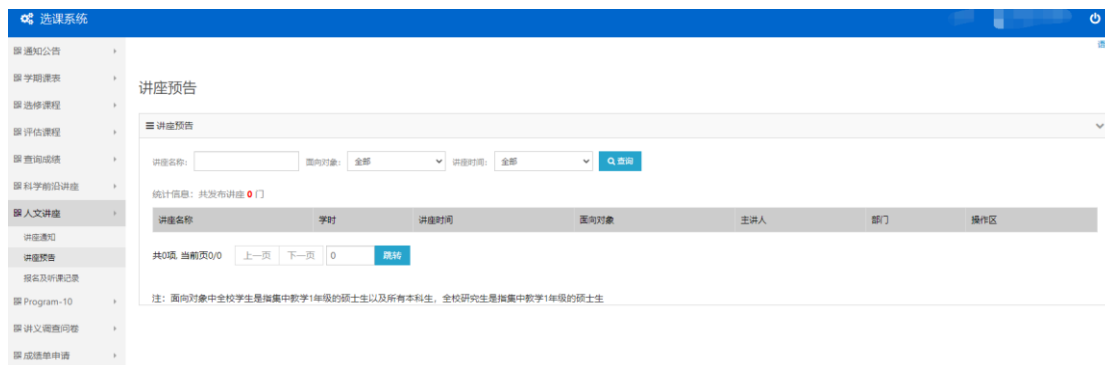 选课系统
通知公告
学期课表
选修课程
评估课程
查询成绩
科学前沿讲座
人文讲座
讲座通知
讲座预告
报名及听课记录
Program-10
讲义调查问卷
成绩单申请
讲座预告
讲座预告
讲座名称: 面向对象: 全部 讲座时间: 全部 查询
统计信息：共发布讲座 0 门
讲座名称 学时 讲座时间 面向对象 主讲人 部门 操作区
共0项, 当前页0/0 上一页 下一页 0 跳转
注：面向对象中全校学生是指集中教学1年级的硕士生以及所有本科生，全校研究生是指集中教学1年级的硕士生